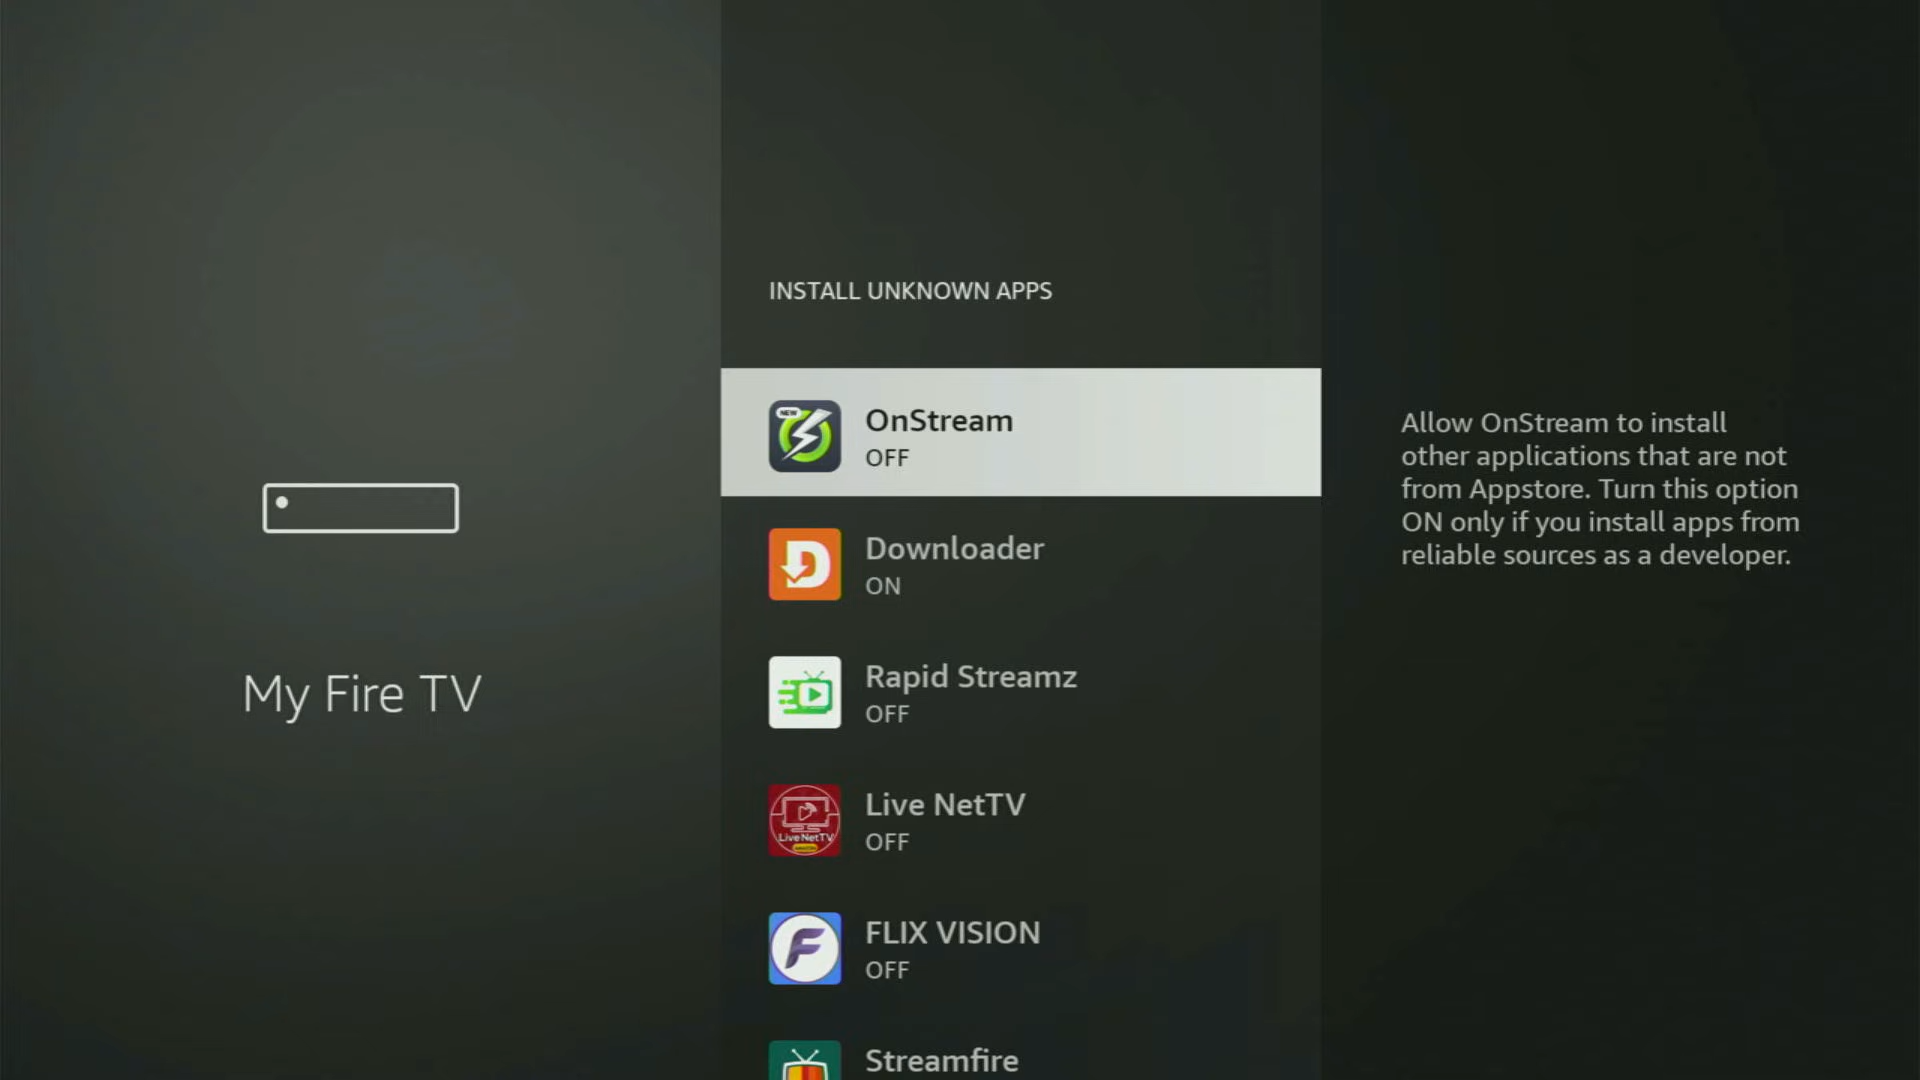 My Fire TV
INSTALL UNKNOWN APPS
NEW
OnStream
OFF
Downloader
ON
Rapid Streamz
OFF
LiveNetTV
Live NetTV
OFF
FLIX VISION
OFF
Streamfire
Allow OnStream to install
other applications that are not
from Appstore. Turn this option
ON only if you install apps from
reliable sources as a developer.